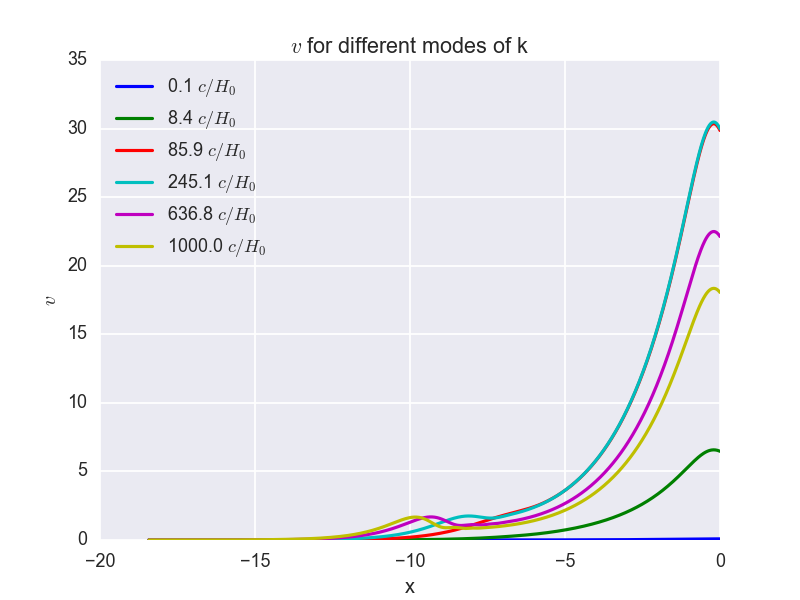 v for different modes of k
35
30
25
20
15
10
5
0
v
0.1 c/H₀
8.4 c/H₀
85.9 c/H₀
245.1 c/H₀
636.8 c/H₀
1000.0 c/H₀
−20 −15 −10 −5 0
x